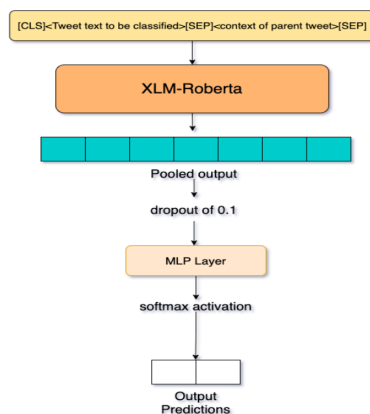 [CLS]<Tweet text to be classified>[SEP]<context of parent tweet>[SEP]
XLM-Roberta
Pooled output
dropout of 0.1
MLP Layer
softmax activation
Output
Predictions